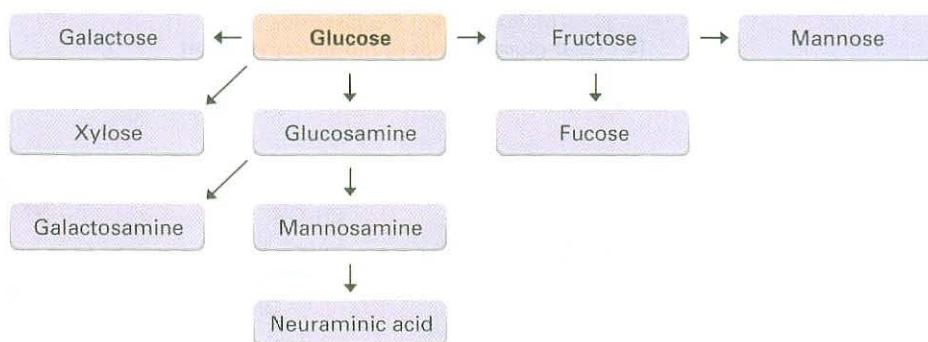 Galactose
Glucose
Fructose
Mannose
Xylose
Glucosamine
Fucose
Galactosamine
Mannosamine
Neuraminic acid